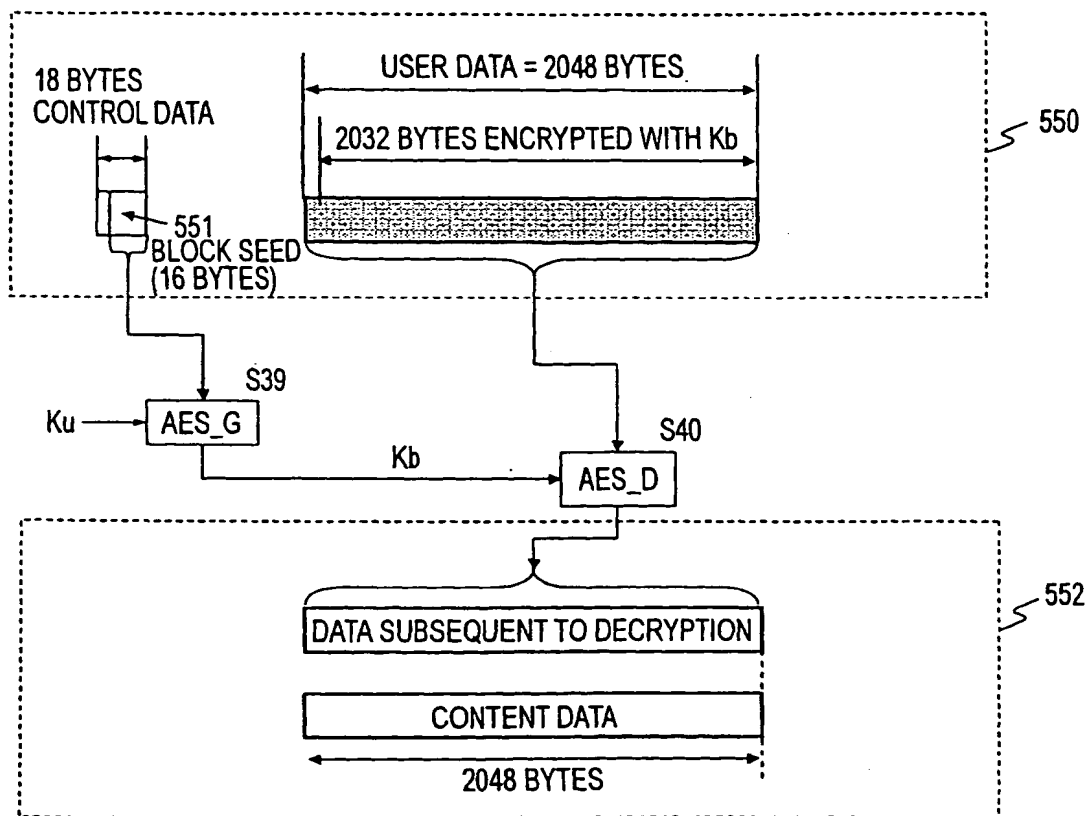 18 BYTES
CONTROL DATA
USER DATA = 2048 BYTES
2032 BYTES ENCRYPTED WITH Kb
550
551
BLOCK SEED
(16 BYTES)
S39
Ku
AES_G
Kb
S40
AES_D
552
DATA SUBSEQUENT TO DECRYPTION
CONTENT DATA
2048 BYTES